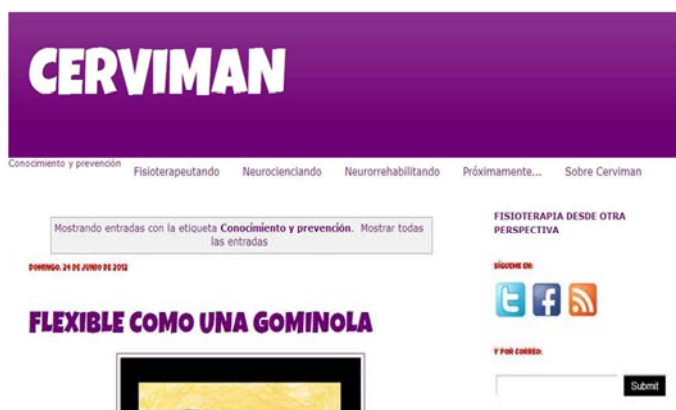 CERVIMAN
Conocimiento y prevención
Fisioterapeutando
Neurocienciando
Neurorrehabilitando
Próximamente...
Sobre Cerviman
Mostrando entradas con la etiqueta Conocimiento y prevención. Mostrar todas
las entradas
DOMINGO, 24 DE JUNIO DE 2012
FLEXIBLE COMO UNA GOMINOLA
FISIOTERAPIA DESDE OTRA
PERSPECTIVA
SÍGUEME EN:
Y POR CORREO:
Submit